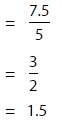 = 7.5/5
= 3/2
= 1.5